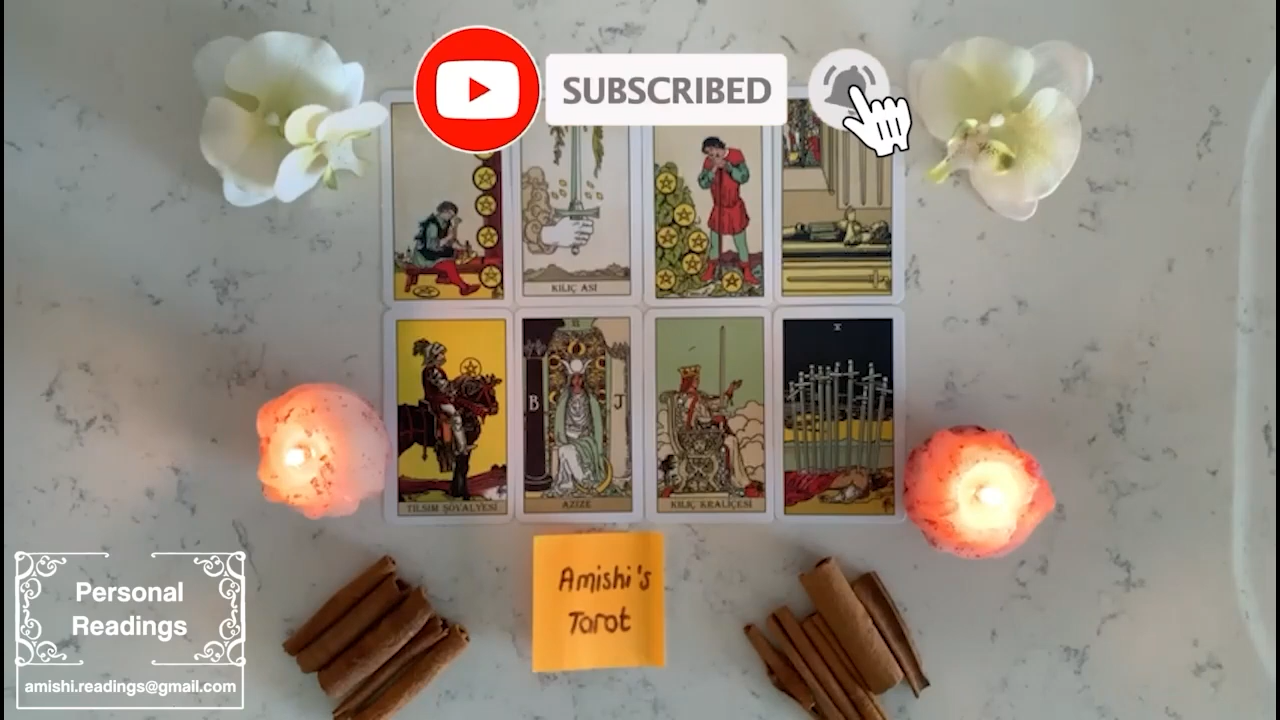 SUBSCRIBED
KILIÇ ASI
B
J
X
TILSIM ŞÖVALYESİ
AZİZE
KILIÇ KRALİÇESİ
Amishi's
Tarot
Personal
Readings
amishi.readings@gmail.com